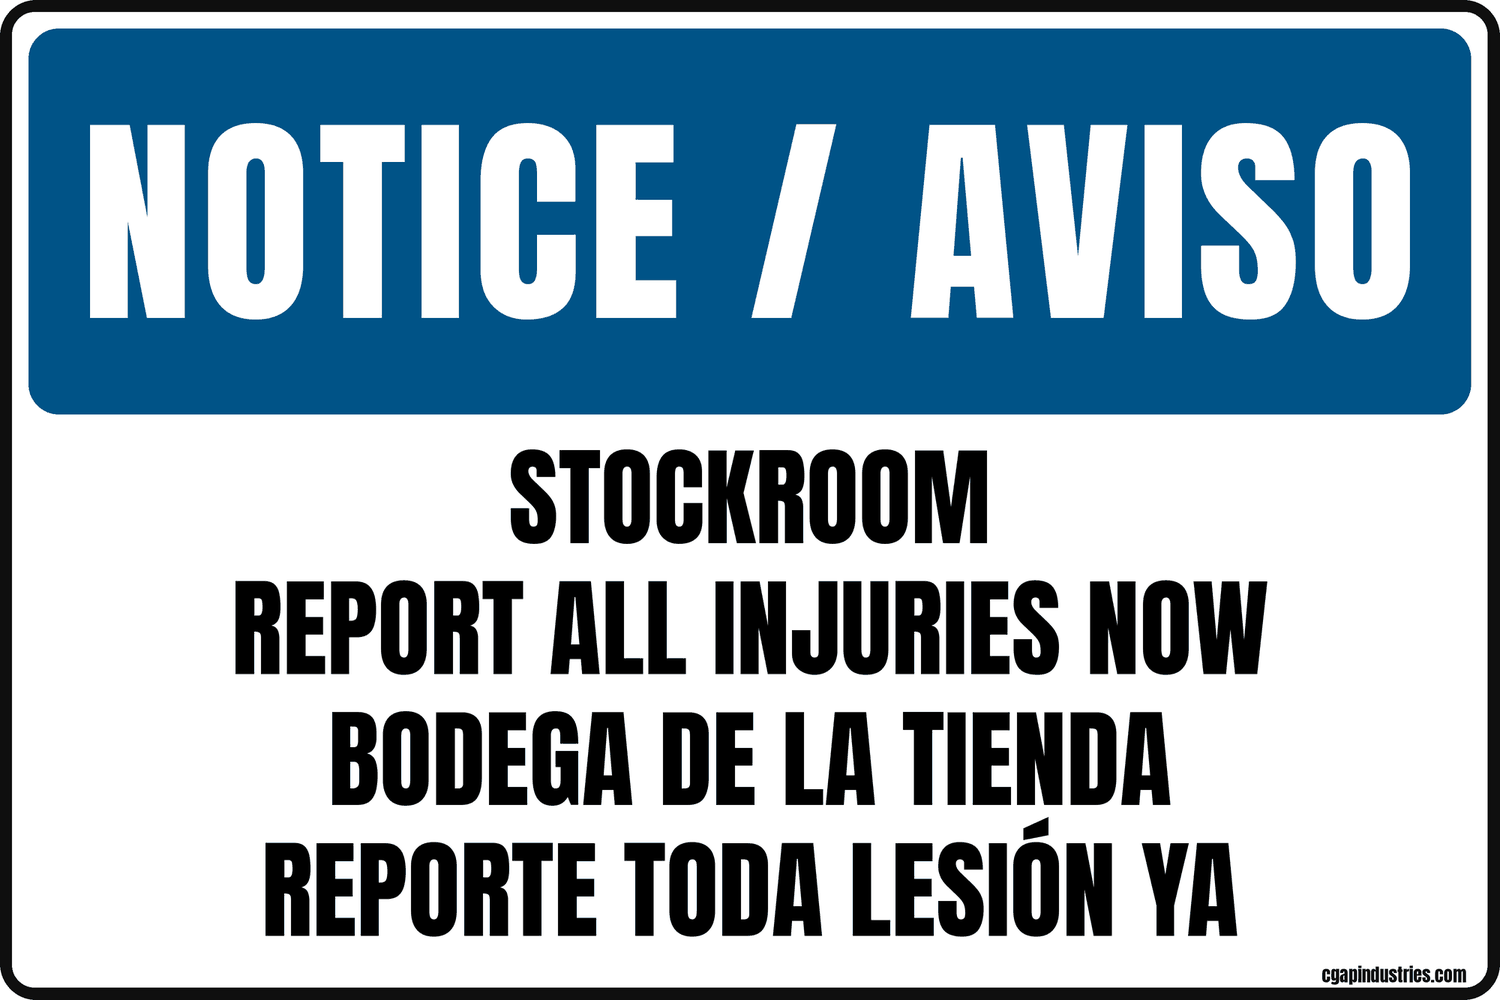 NOTICE / AVISO
STOCKROOM
REPORT ALL INJURIES NOW
BODEGA DE LA TIENDA
REPORTE TODA LESIÓN YA
cgapindustries.com